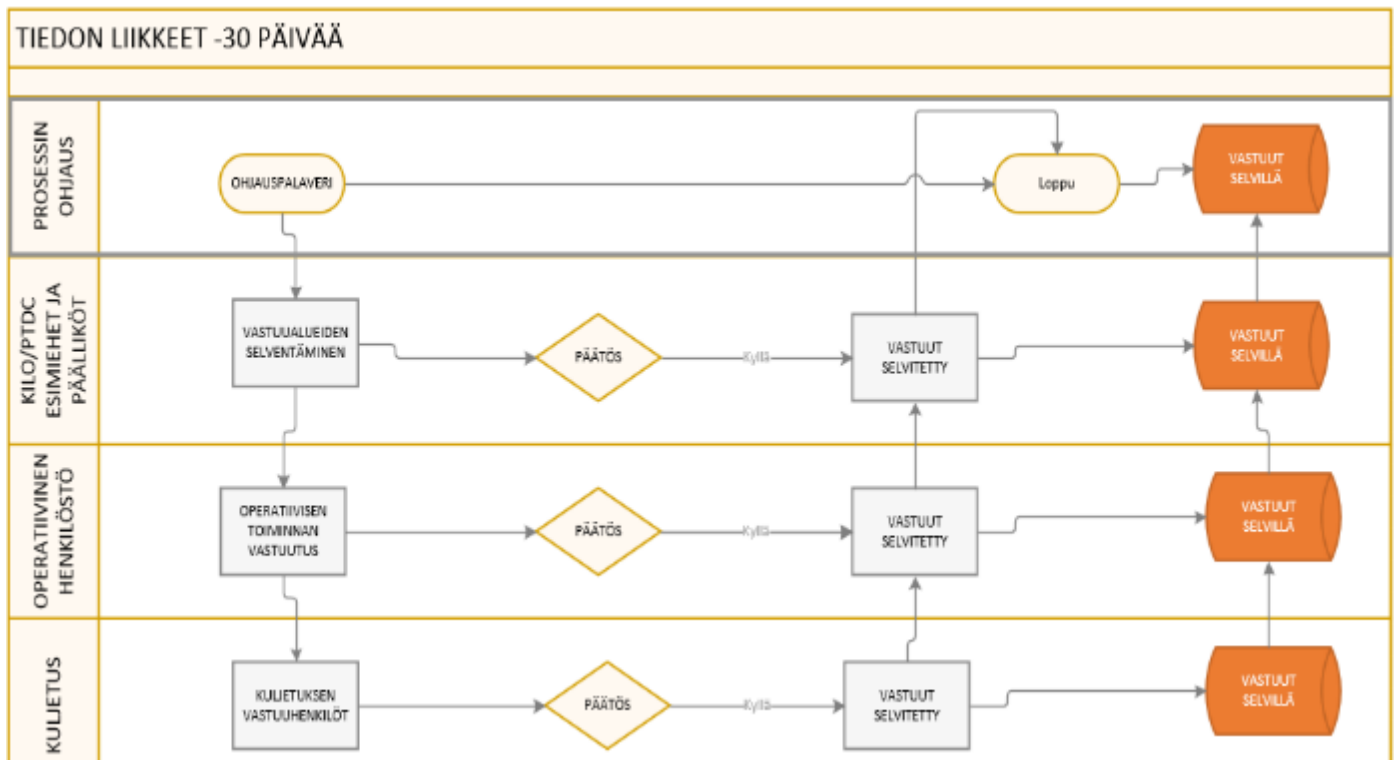 TIEDON LIIKKEET -30 PÄIVÄÄ
PROSESSIN
OHJAUS
OHJAUSPALAVERI
Loppu
VASTUUT
SELVILLÄ
KILO/PTDC
ESIMIEHET JA
PÄÄLLIKÖT
VASTUUALUEIDEN
SELVENTÄMINEN
PÄÄTÖS
Kyllä
VASTUUT
SELVITETTY
VASTUUT
SELVILLÄ
OPERATIIVINEN
HENKILÖSTÖ
OPERATIIVISEN
TOIMINNAN
VASTUUTUS
PÄÄTÖS
Kyllä
VASTUUT
SELVITETTY
VASTUUT
SELVILLÄ
KULJETUS
KULJETUKSEN
VASTUUHENKILÖT
PÄÄTÖS
Kyllä
VASTUUT
SELVITETTY
VASTUUT
SELVILLÄ